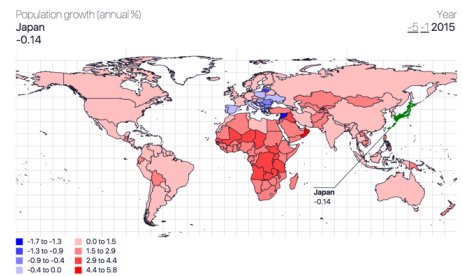 Population growth (annual %)
Japan
-0.14
Year
-5 -1 2015
Japan
-0.14
-1.7 to -1.3
-1.3 to -0.9
-0.9 to -0.4
-0.4 to 0.0
0.0 to 1.5
1.5 to 2.9
2.9 to 4.4
4.4 to 5.8